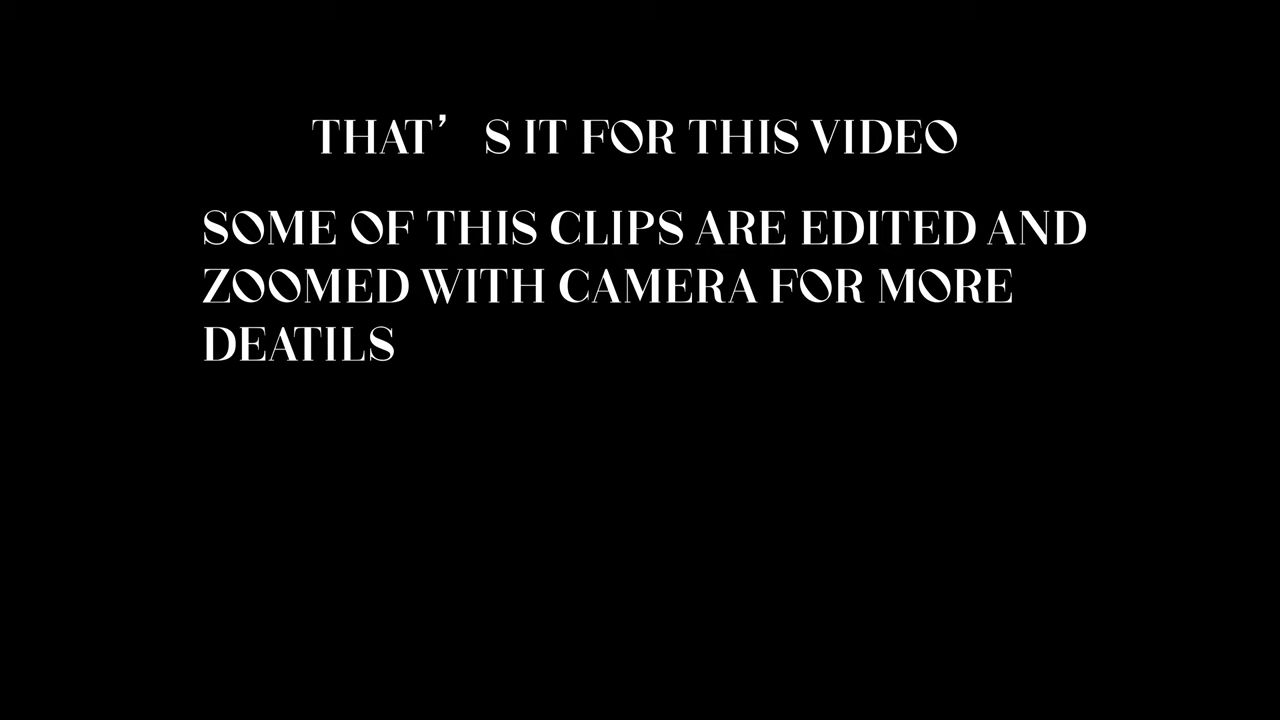 THAT’S IT FOR THIS VIDEO
SOME OF THIS CLIPS ARE EDITED AND
ZOOMED WITH CAMERA FOR MORE
DEATILS